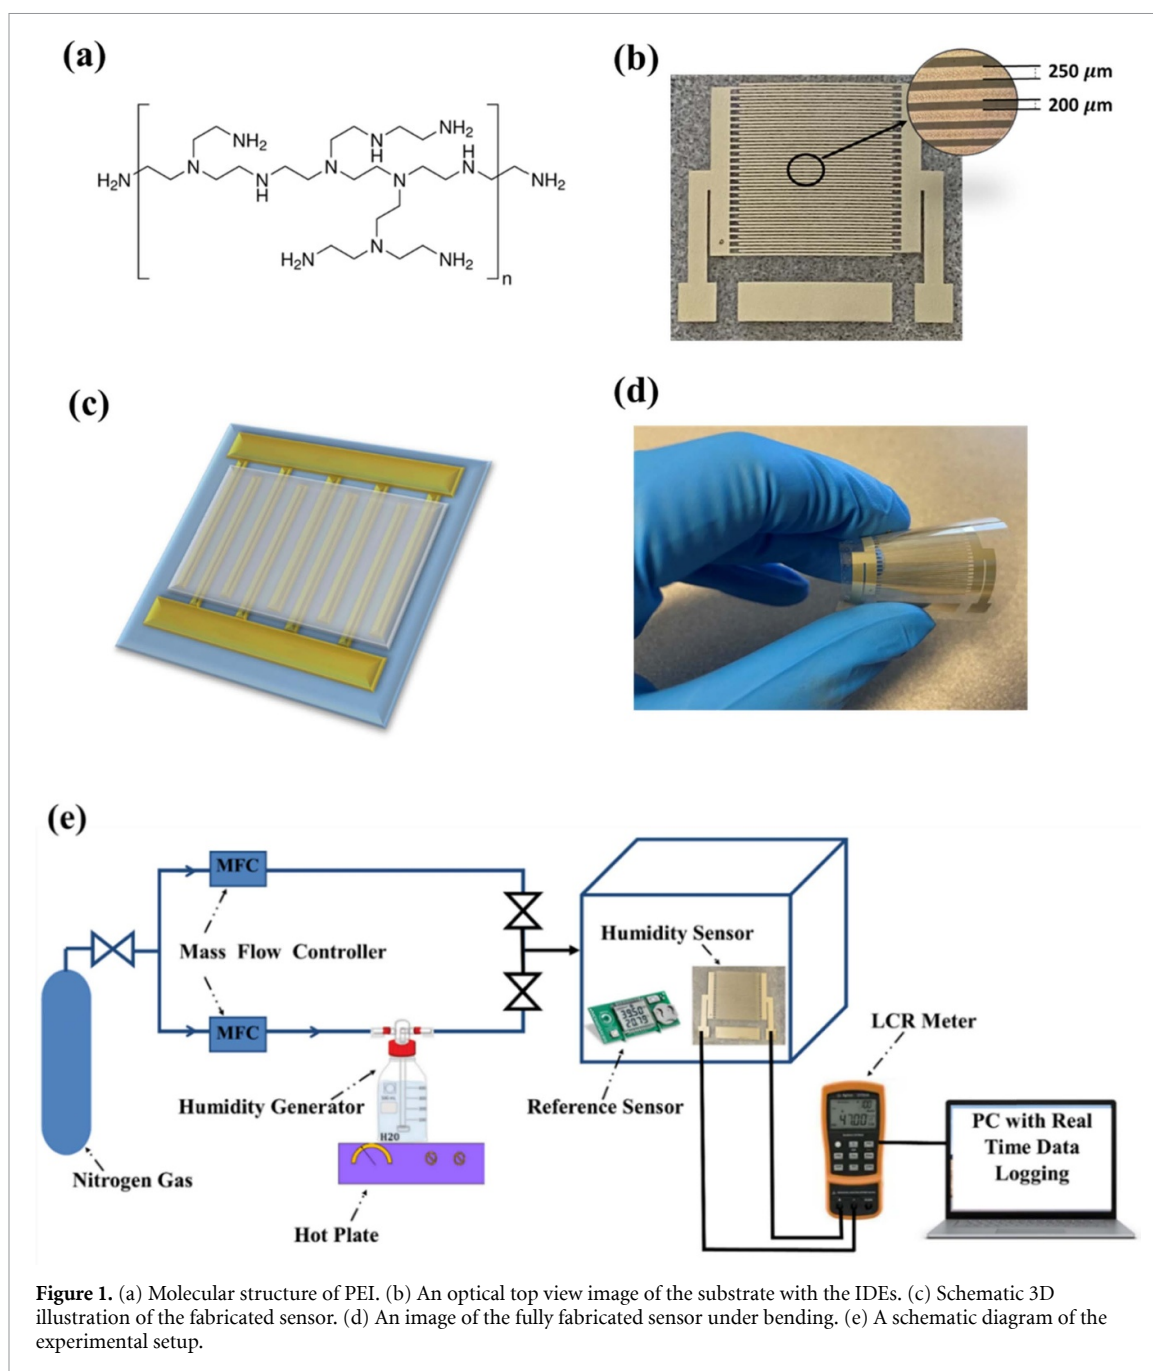 (a)
NH2
NH2
N
H
H
N
H2N
N
N
H
N
N
NH2
H2N
N
NH2
n
(b)
250 μm
200 μm
(c)
(d)
(e)
MFC
Mass Flow Controller
MFC
Humidity Sensor
LCR Meter
Humidity Generator
Reference Sensor
H2O
PC with Real
Time Data
Logging
Nitrogen Gas
Hot Plate
Figure 1. (a) Molecular structure of PEI. (b) An optical top view image of the substrate with the IDEs. (c) Schematic 3D
illustration of the fabricated sensor. (d) An image of the fully fabricated sensor under bending. (e) A schematic diagram of the
experimental setup.